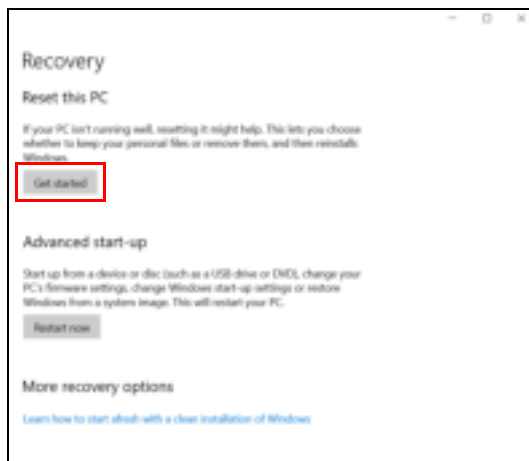 Recovery
Reset this PC
If your PC isn't running well, resetting it might help. This lets you choose
whether to keep your personal files or remove them, and then reinstalls
Windows.
Get started
Advanced start-up
Start up from a device or disc (such as a USB drive or DVD), change your
PC's firmware settings, change Windows start-up settings or restore
Windows from a system image. This will restart your PC.
Restart now
More recovery options
Learn how to start afresh with a clean installation of Windows